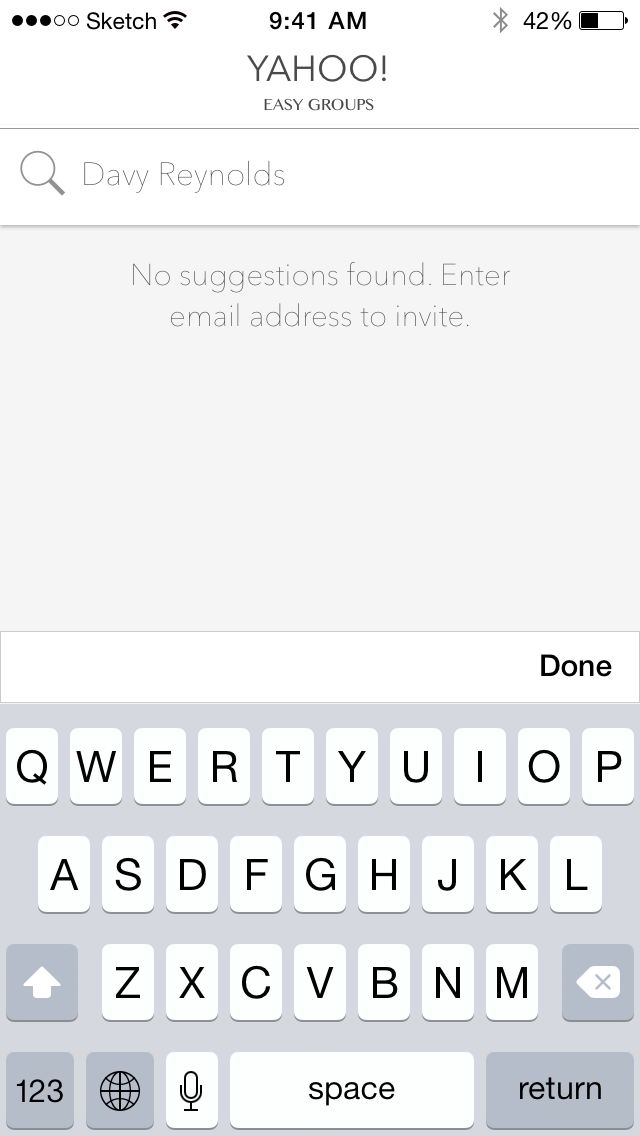 Sketch 9:41 AM 42%
YAHOO!
EASY GROUPS
Davy Reynolds
No suggestions found. Enter
email address to invite.
Done
Q W E R T Y U I O P
A S D F G H J K L
Z X C V B N M
123 space return